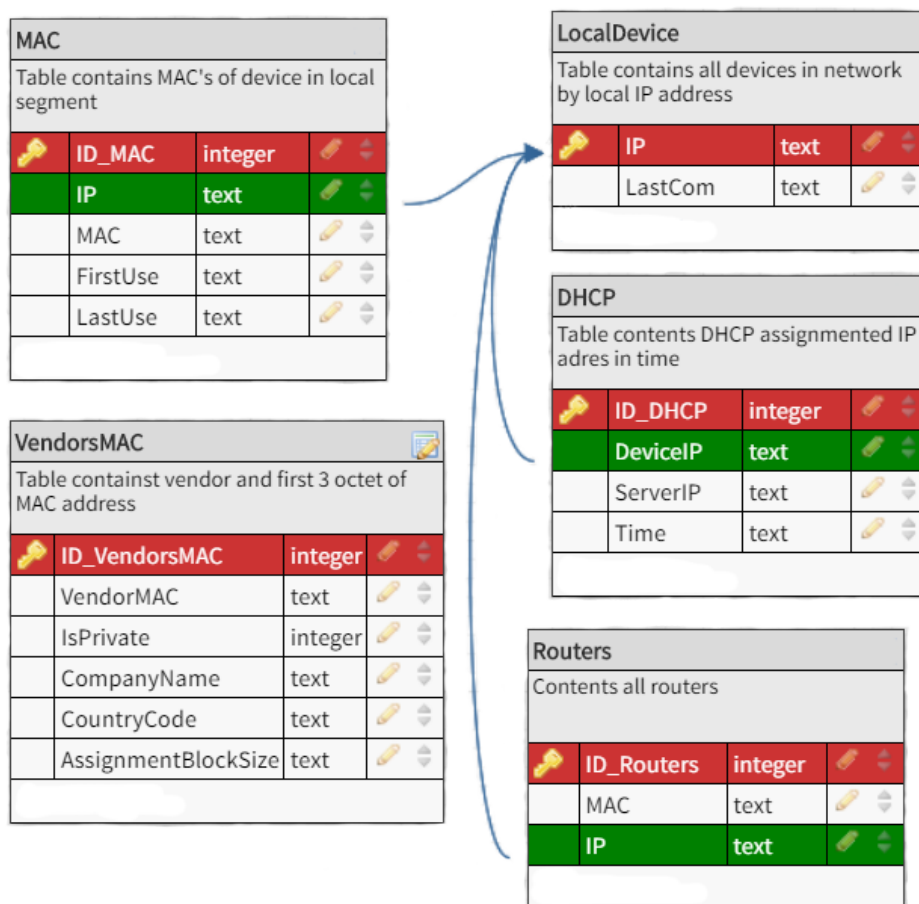 MAC
Table contains MAC's of device in local
segment
ID_MAC integer
IP text
MAC text
FirstUse text
LastUse text
VendorsMAC
Table containst vendor and first 3 octet of
MAC address
ID_VendorsMAC integer
VendorMAC text
IsPrivate integer
CompanyName text
CountryCode text
AssignmentBlockSize text
LocalDevice
Table contains all devices in network
by local IP address
IP text
LastCom text
DHCP
Table contents DHCP assignmented IP
adres in time
ID_DHCP integer
DeviceIP text
ServerIP text
Time text
Routers
Contents all routers
ID_Routers integer
MAC text
IP text